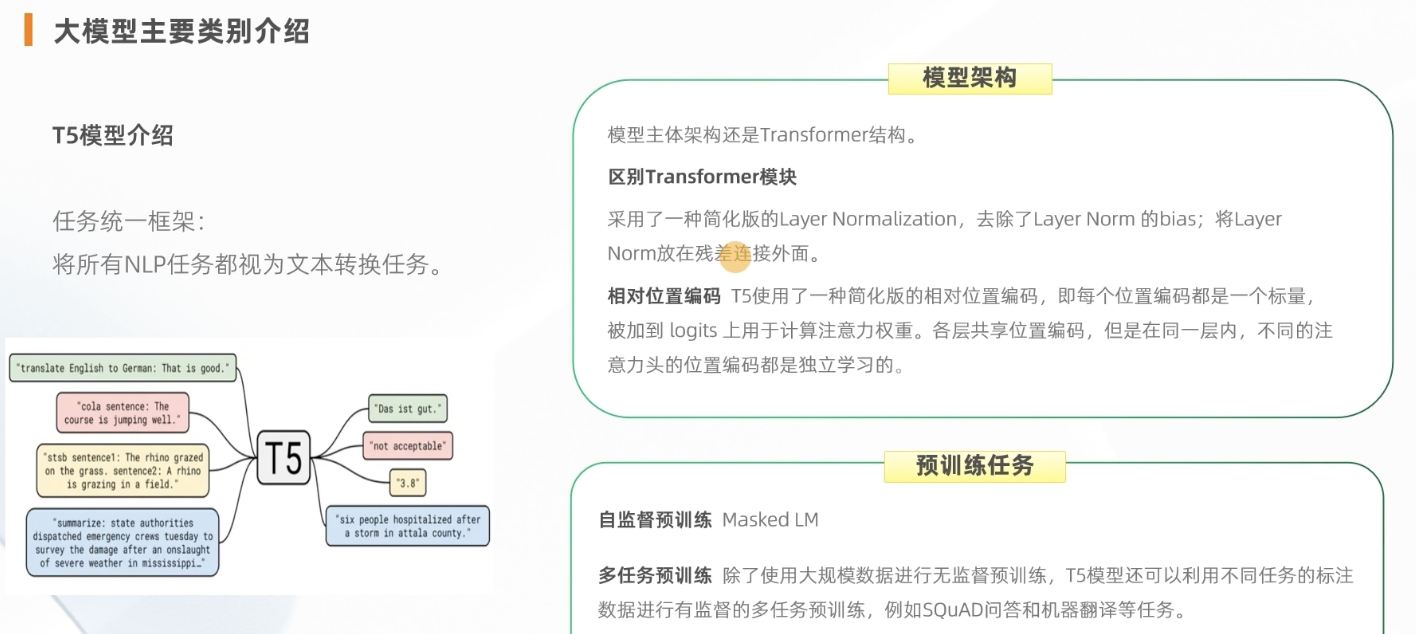 大模型主要类别介绍
T5模型介绍
任务统一框架：
将所有NLP任务都视为文本转换任务。
"translate English to German: That is good."
"cola sentence: The
course is jumping well."
"stsb sentence1: The rhino grazed
on the grass. sentence2: A rhino
is grazing in a field."
"summarize: state authorities
dispatched emergency crews tuesday to
survey the damage after an onslaught
of severe weather in mississippi…"
T5
"Das ist gut."
"not acceptable"
"3.8"
"six people hospitalized after
a storm in attala county."
模型架构
模型主体架构还是Transformer结构。
区别Transformer模块
采用了一种简化版的Layer Normalization，去除了Layer Norm 的bias；将Layer
Norm放在残差连接外面。
相对位置编码 T5使用了一种简化版的相对位置编码，即每个位置编码都是一个标量，
被加到 logits 上用于计算注意力权重。各层共享位置编码，但是在同一层内，不同的注
意力头的位置编码都是独立学习的。
预训练任务
自监督预训练 Masked LM
多任务预训练 除了使用大规模数据进行无监督预训练，T5模型还可以利用不同任务的标注
数据进行有监督的多任务预训练，例如SQuAD问答和机器翻译等任务。